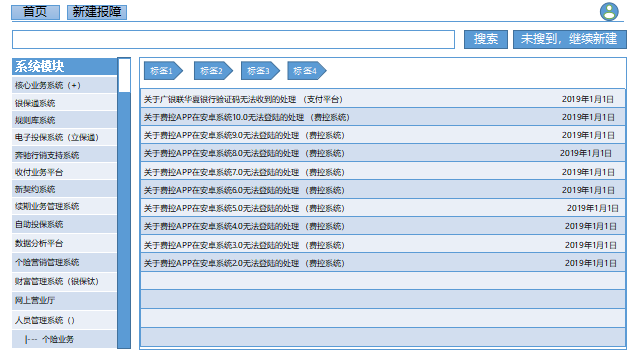 首页 新建报障
搜索 未搜到，继续新建
系统模块
核心业务系统（+）
银保通系统
规则库系统
电子投保系统（立保通）
奔驰行销支持系统
收付业务平台
新契约系统
续期业务管理系统
自助投保系统
数据分析平台
个险营销管理系统
财富管理系统（银保钛）
网上营业厅
人员管理系统（）
|--- 个险业务
标签1 标签2 标签3 标签4
关于广银联华夏银行验证码无法收到的处理 （支付平台） 2019年1月1日
关于费控APP在安卓系统10.0无法登陆的处理 （费控系统） 2019年1月1日
关于费控APP在安卓系统9.0无法登陆的处理 （费控系统） 2019年1月1日
关于费控APP在安卓系统8.0无法登陆的处理 （费控系统） 2019年1月1日
关于费控APP在安卓系统7.0无法登陆的处理 （费控系统） 2019年1月1日
关于费控APP在安卓系统6.0无法登陆的处理 （费控系统） 2019年1月1日
关于费控APP在安卓系统5.0无法登陆的处理 （费控系统） 2019年1月1日
关于费控APP在安卓系统4.0无法登陆的处理 （费控系统） 2019年1月1日
关于费控APP在安卓系统3.0无法登陆的处理 （费控系统） 2019年1月1日
关于费控APP在安卓系统2.0无法登陆的处理 （费控系统） 2019年1月1日